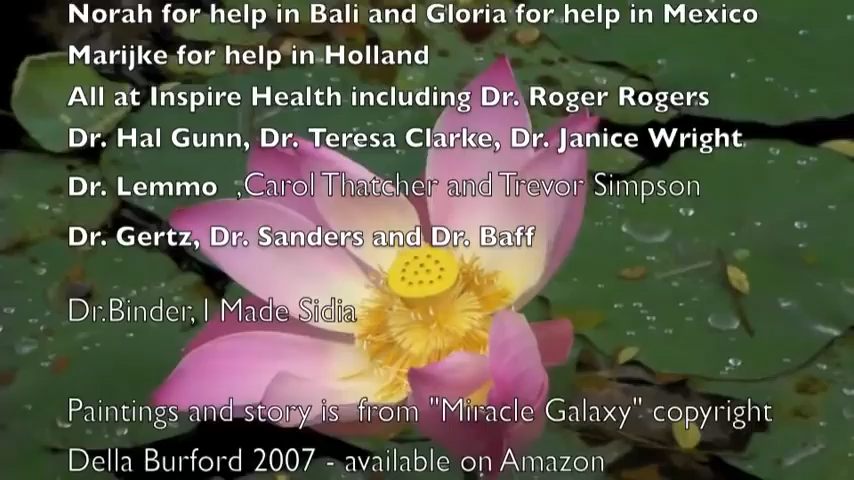 Norah for help in Bali and Gloria for help in Mexico
Marijke for help in Holland
All at Inspire Health including Dr. Roger Rogers
Dr. Hal Gunn, Dr. Teresa Clarke, Dr. Janice Wright
Dr. Lemmo ,Carol Thatcher and Trevor Simpson
Dr. Gertz, Dr. Sanders and Dr. Baff
Dr.Binder, I Made Sidia
Paintings and story is from "Miracle Galaxy" copyright
Della Burford 2007 - available on Amazon